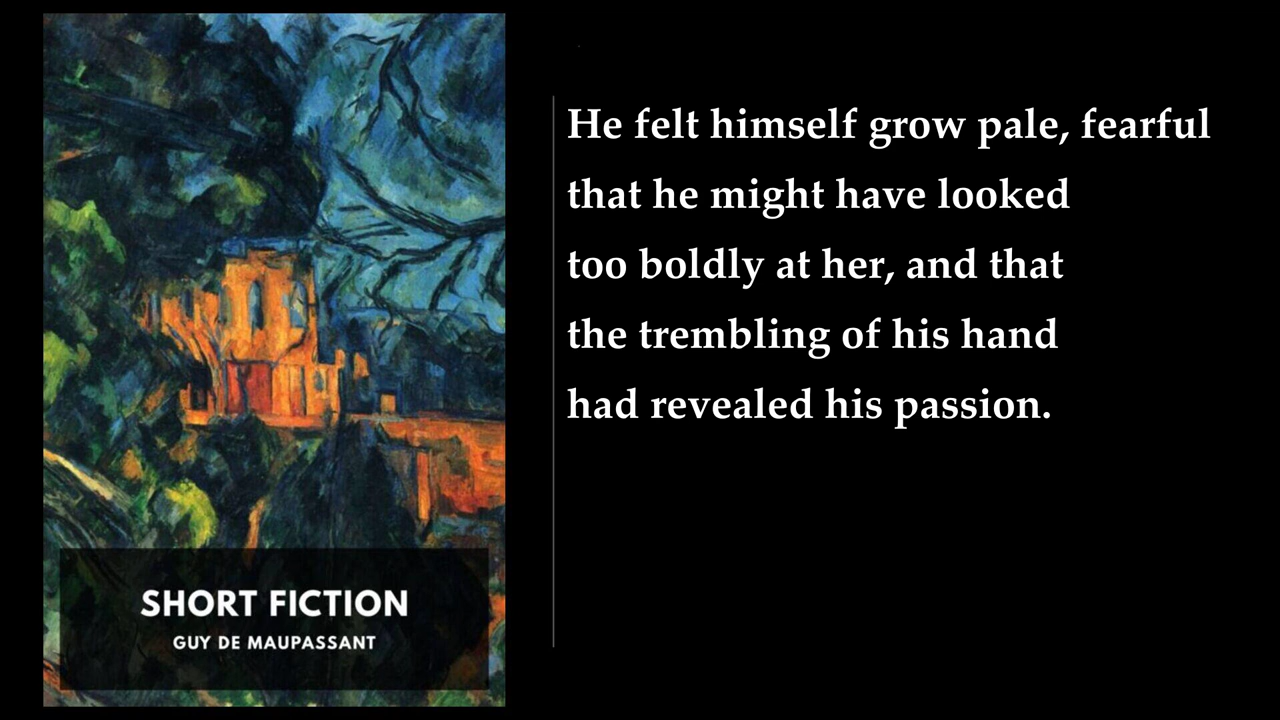 SHORT FICTION
GUY DE MAUPASSANT
He felt himself grow pale, fearful
that he might have looked
too boldly at her, and that
the trembling of his hand
had revealed his passion.